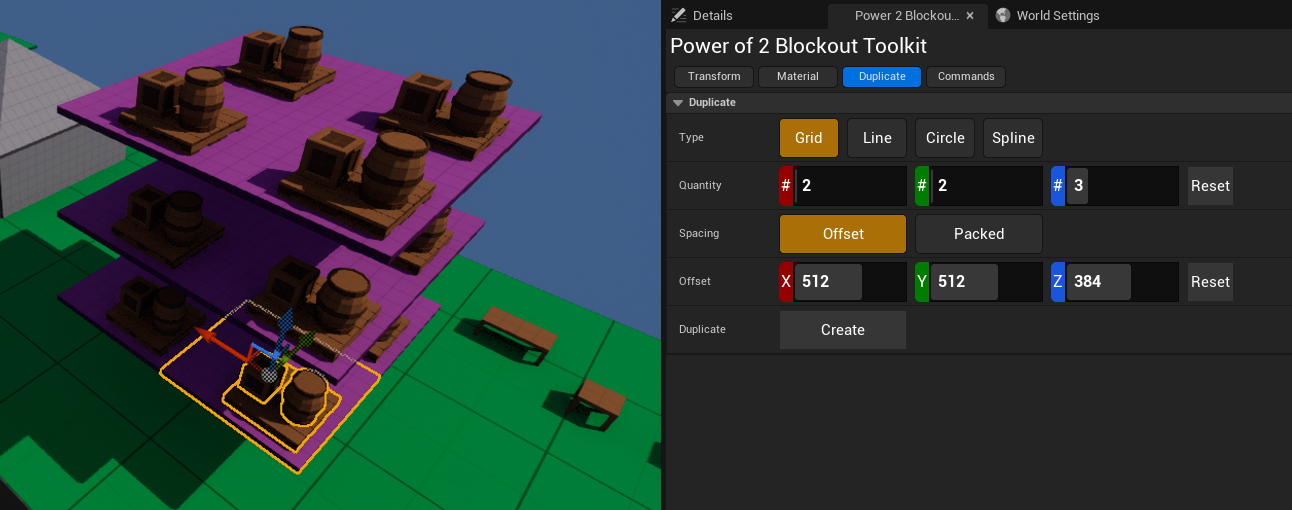 Details
Power 2 Blockou...
World Settings
Power of 2 Blockout Toolkit
Transform
Material
Duplicate
Commands
Duplicate
Type
Grid
Line
Circle
Spline
Quantity
# 2
# 2
# 3
Reset
Spacing
Offset
Packed
Offset
X 512
Y 512
Z 384
Reset
Duplicate
Create